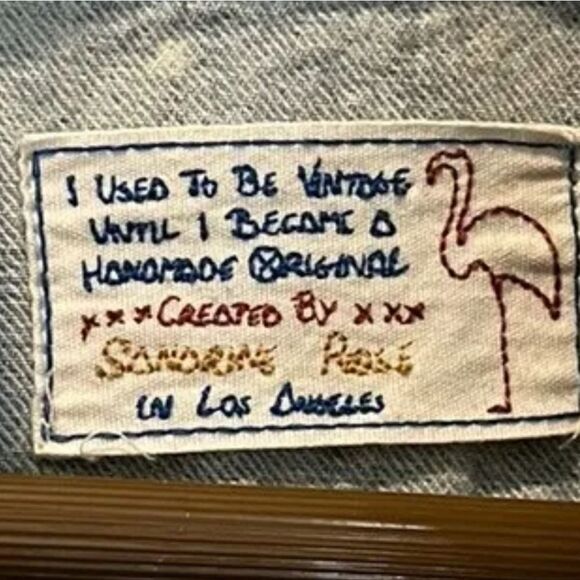 I USED TO BE VINTAGE
UNTIL I BECAME A
HANDMADE ORIGINAL
xxx CREATED BY xxx
SANDRINE ROSE
IN LOS ANGELES